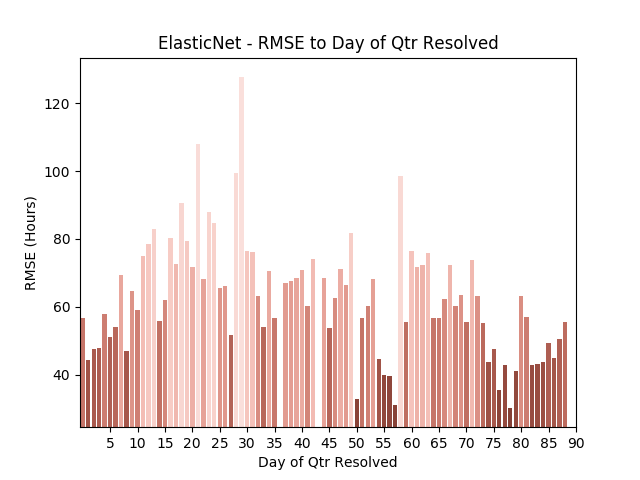 ElasticNet - RMSE to Day of Qtr Resolved
120
100
80
60
40
RMSE (Hours)
5 10 15 20 25 30 35 40 45 50 55 60 65 70 75 80 85 90
Day of Qtr Resolved